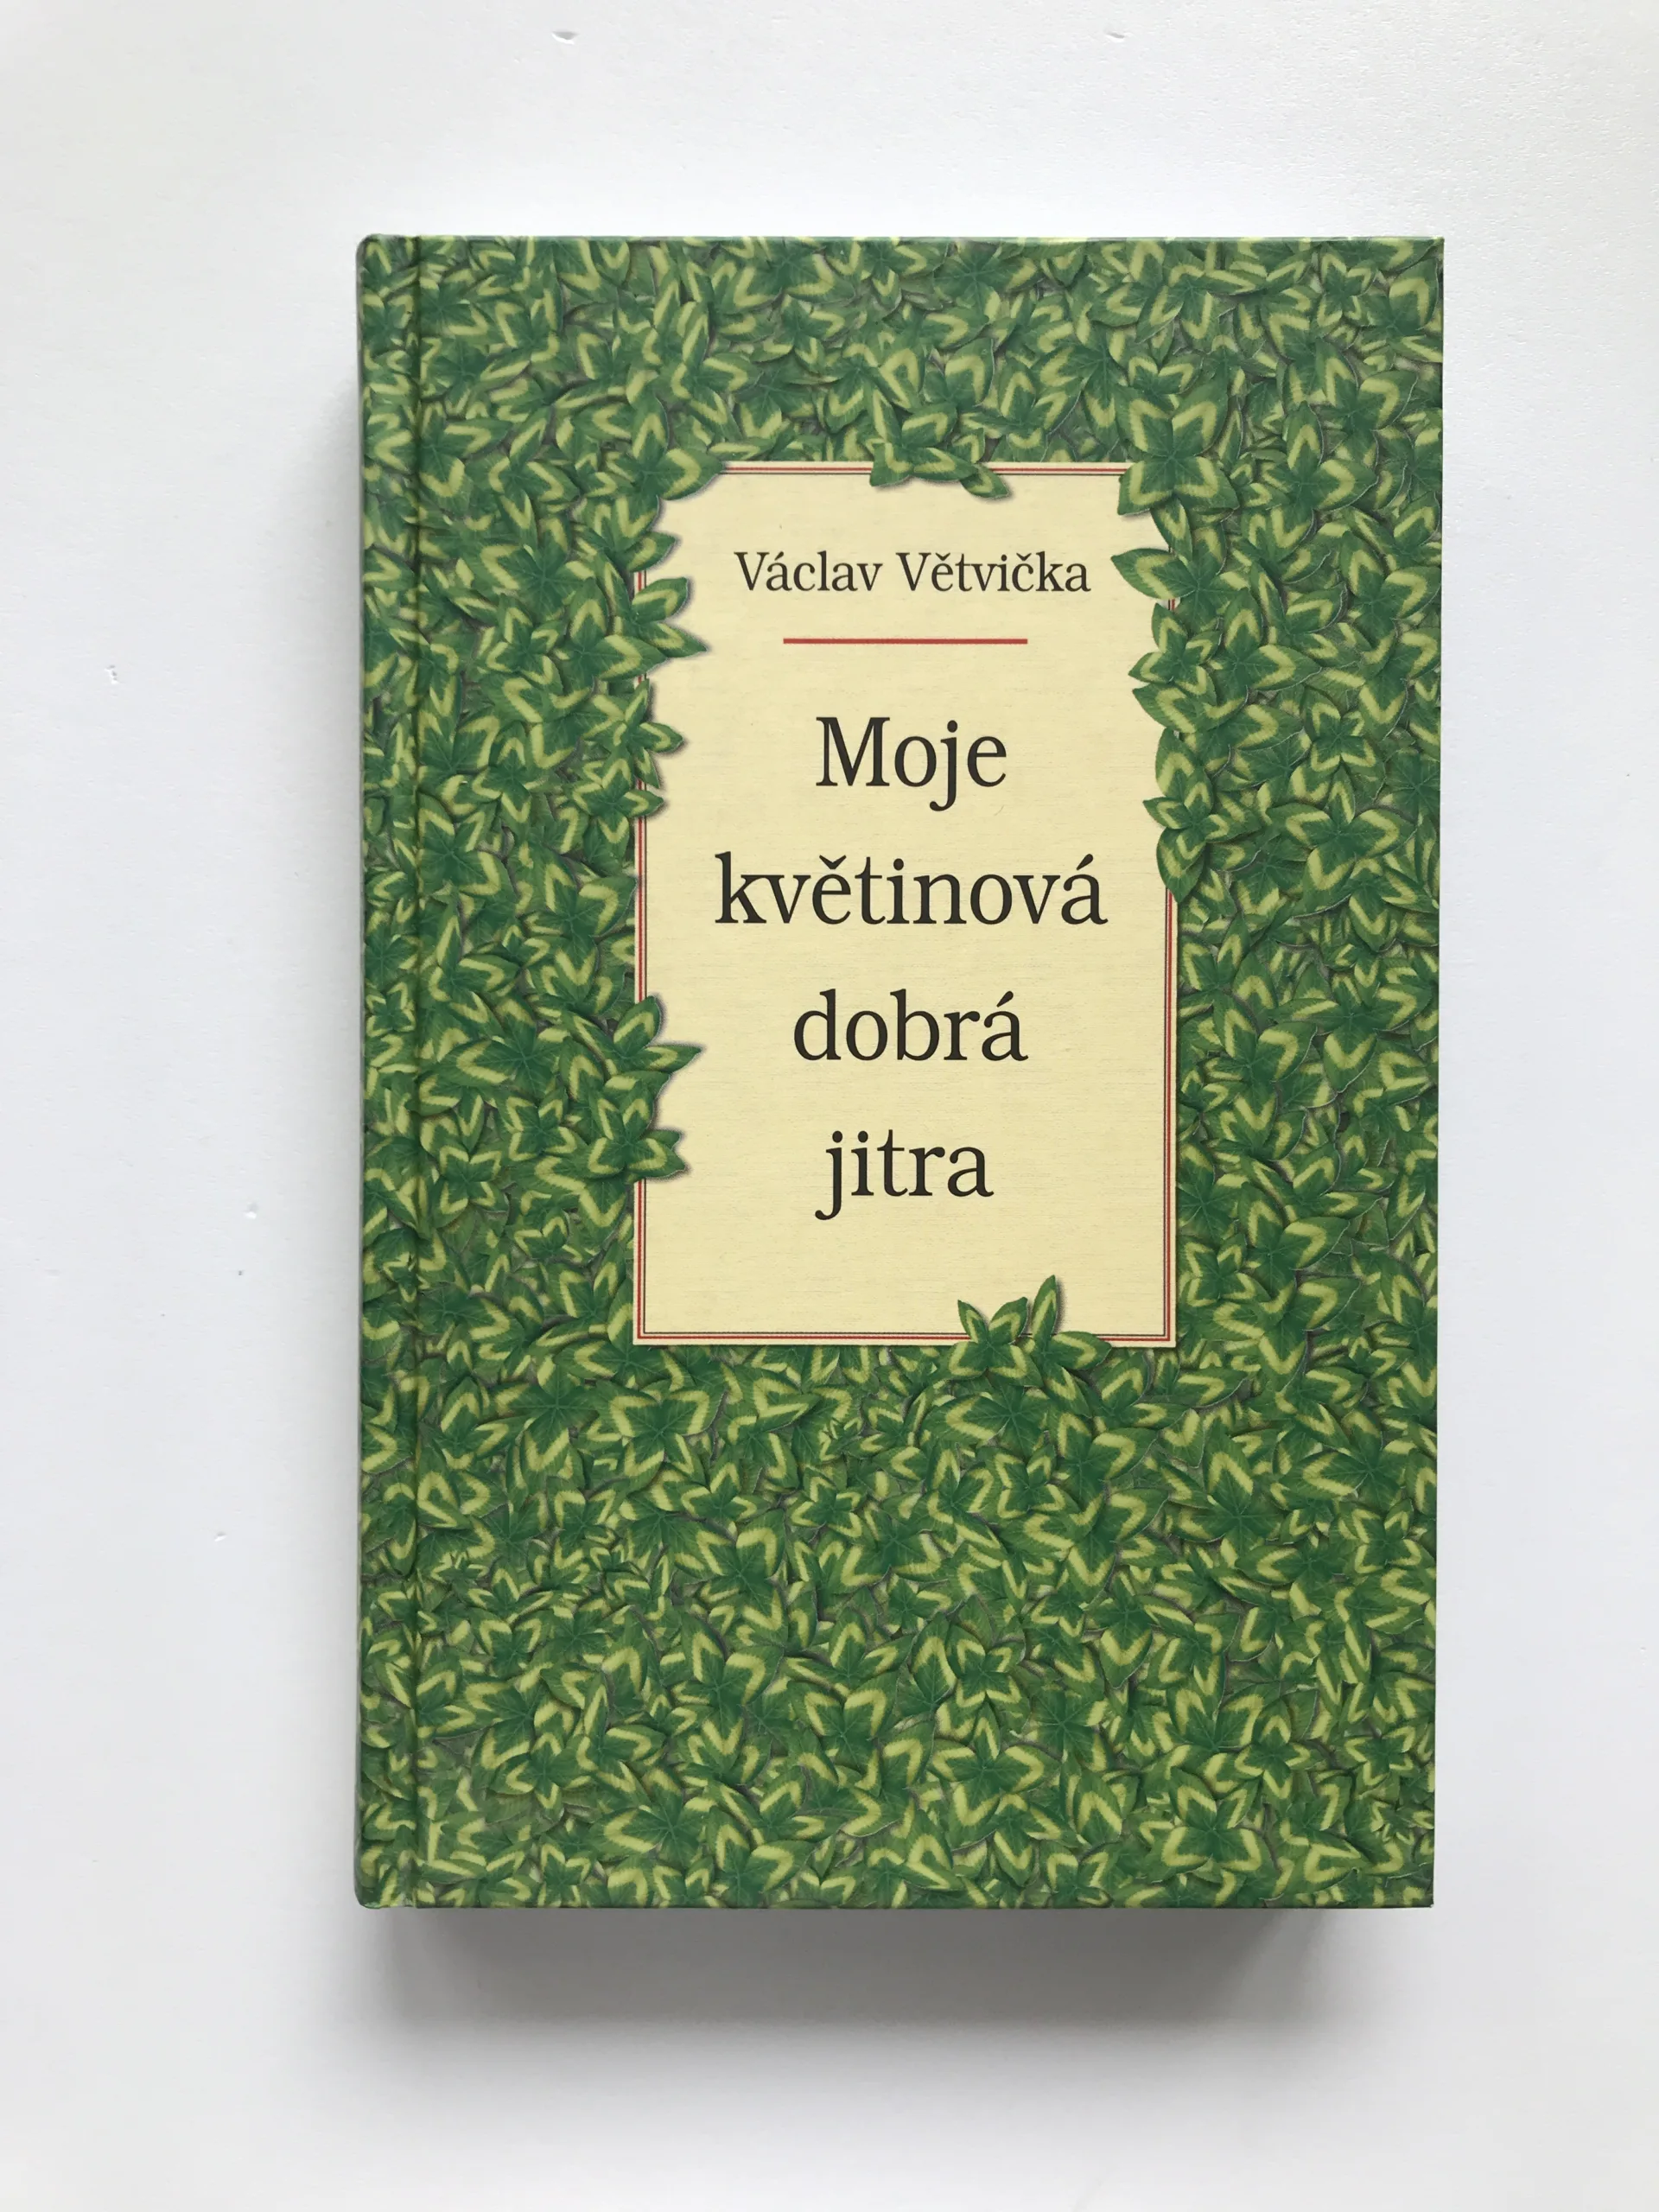 Václav Větvička
Moje
květinová
dobrá
jitra